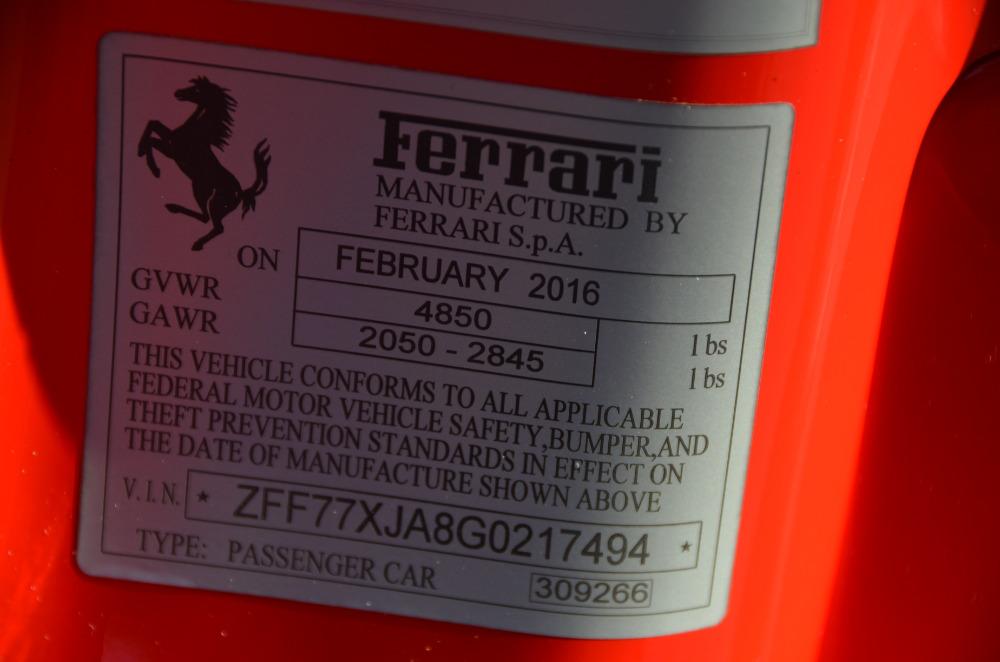 Ferrari
MANUFACTURED BY
FERRARI S.p.A.
ON FEBRUARY 2016
GVWR 4850 lbs
GAWR 2050 - 2845 lbs
THIS VEHICLE CONFORMS TO ALL APPLICABLE
FEDERAL MOTOR VEHICLE SAFETY,BUMPER,AND
THEFT PREVENTION STANDARDS IN EFFECT ON
THE DATE OF MANUFACTURE SHOWN ABOVE
V.I.N. * ZFF77XJA8G0217494 *
TYPE: PASSENGER CAR 309266